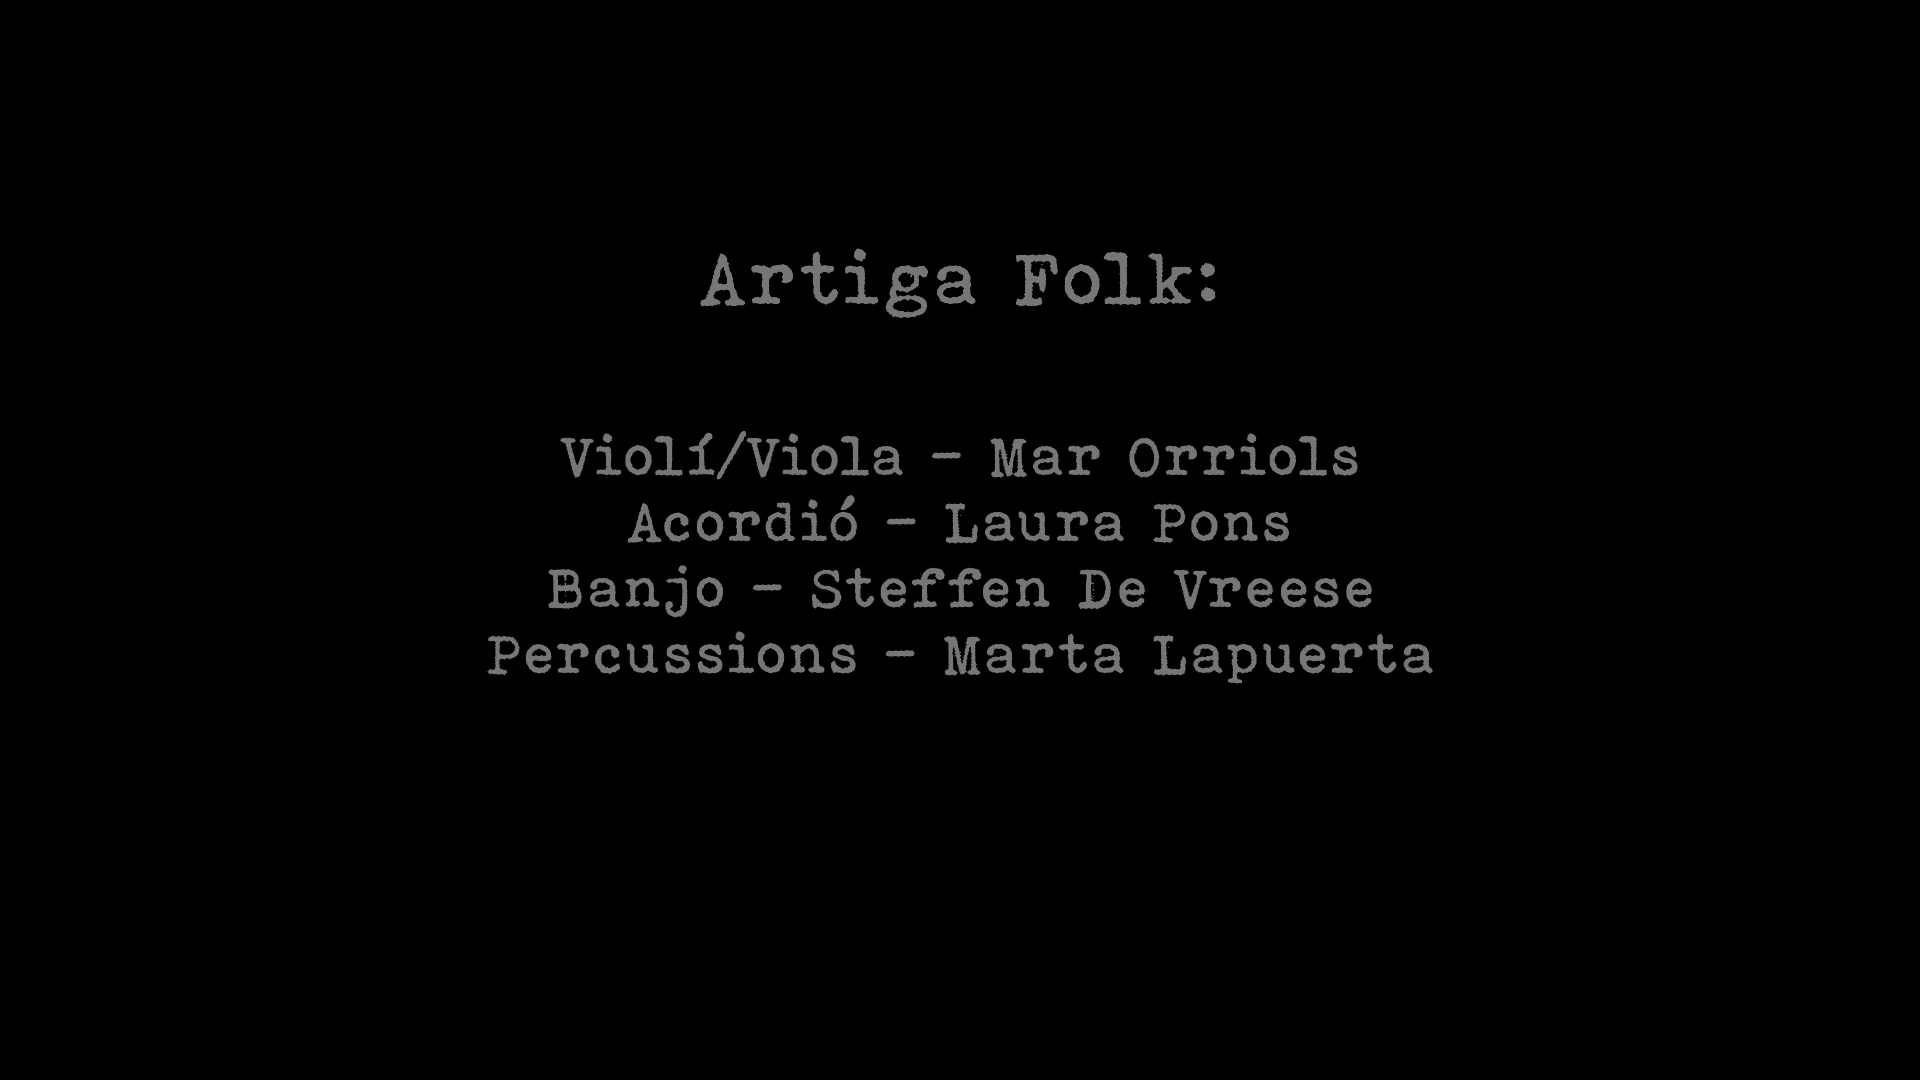 Artiga Folk:
Violí/Viola - Mar Orriols
Acordió - Laura Pons
Banjo - Steffen De Vreese
Percussions - Marta Lapuerta